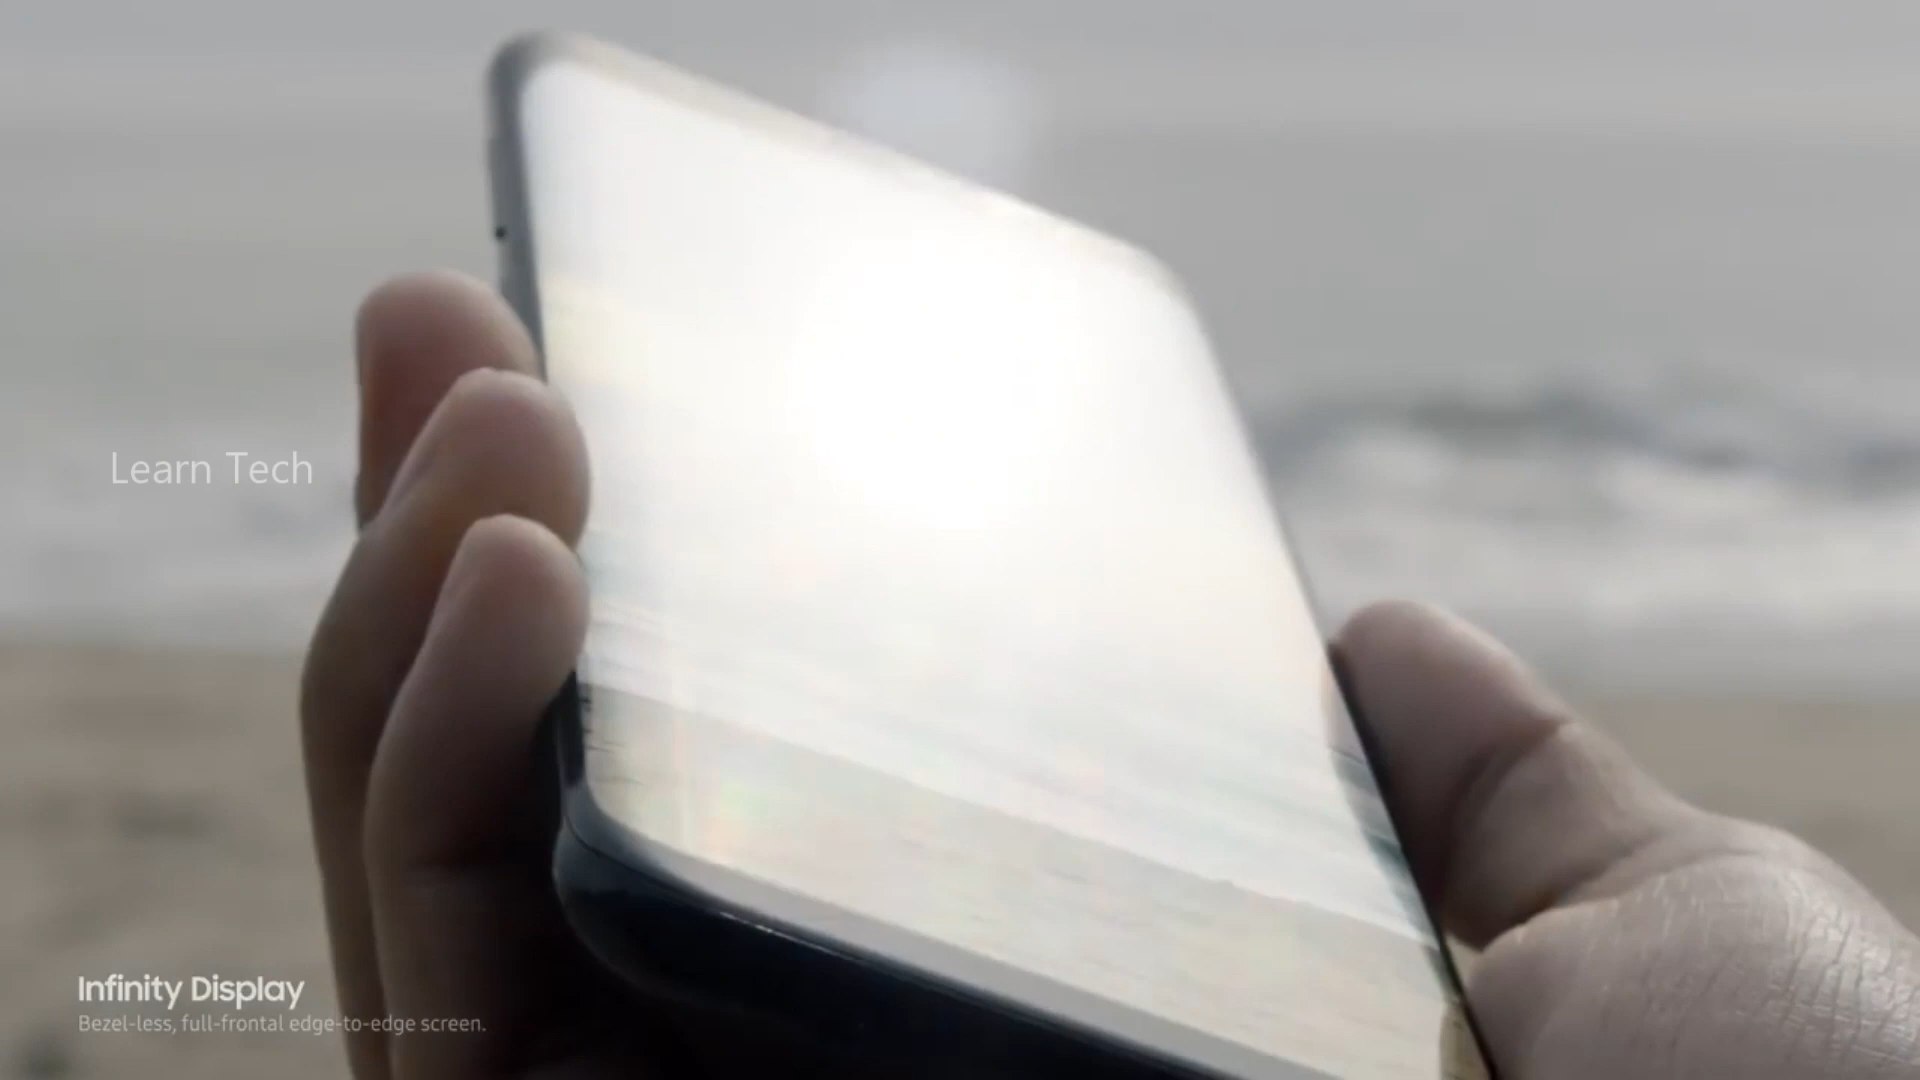 Learn Tech
Infinity Display
Bezel-less, full-frontal edge-to-edge screen.